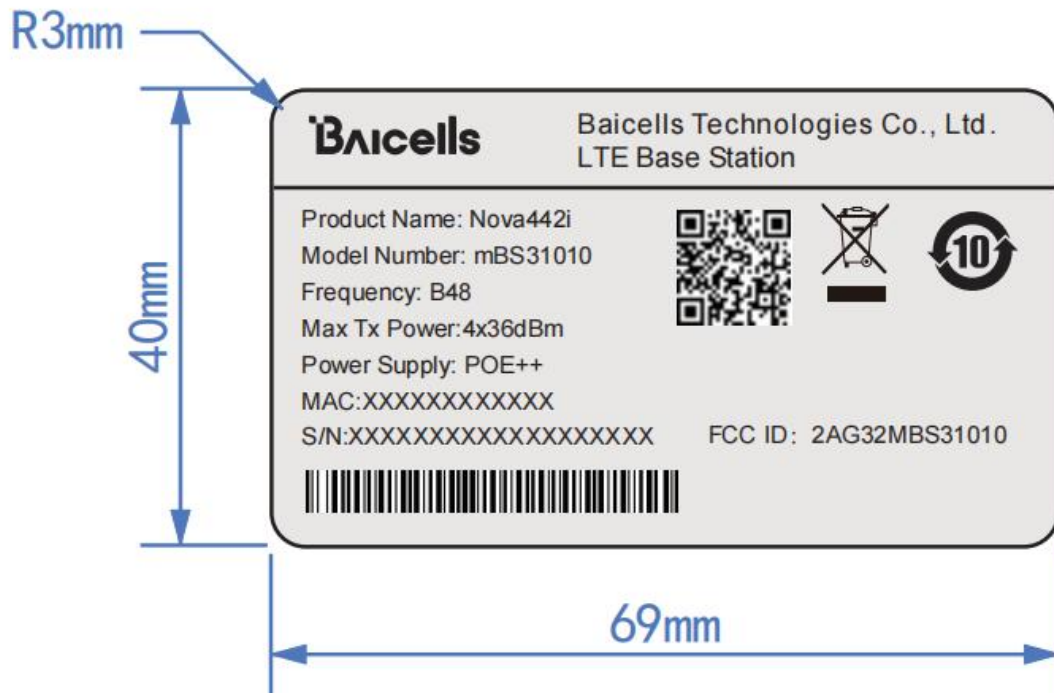 R3mm
BAIcells
Baicells Technologies Co., Ltd.
LTE Base Station
Product Name: Nova442i
Model Number: mBS31010
Frequency: B48
Max Tx Power:4x36dBm
Power Supply: POE++
MAC:XXXXXXXXXXXX
S/N:XXXXXXXXXXXXXXXXXXX
FCC ID: 2AG32MBS31010
10
40mm
69mm